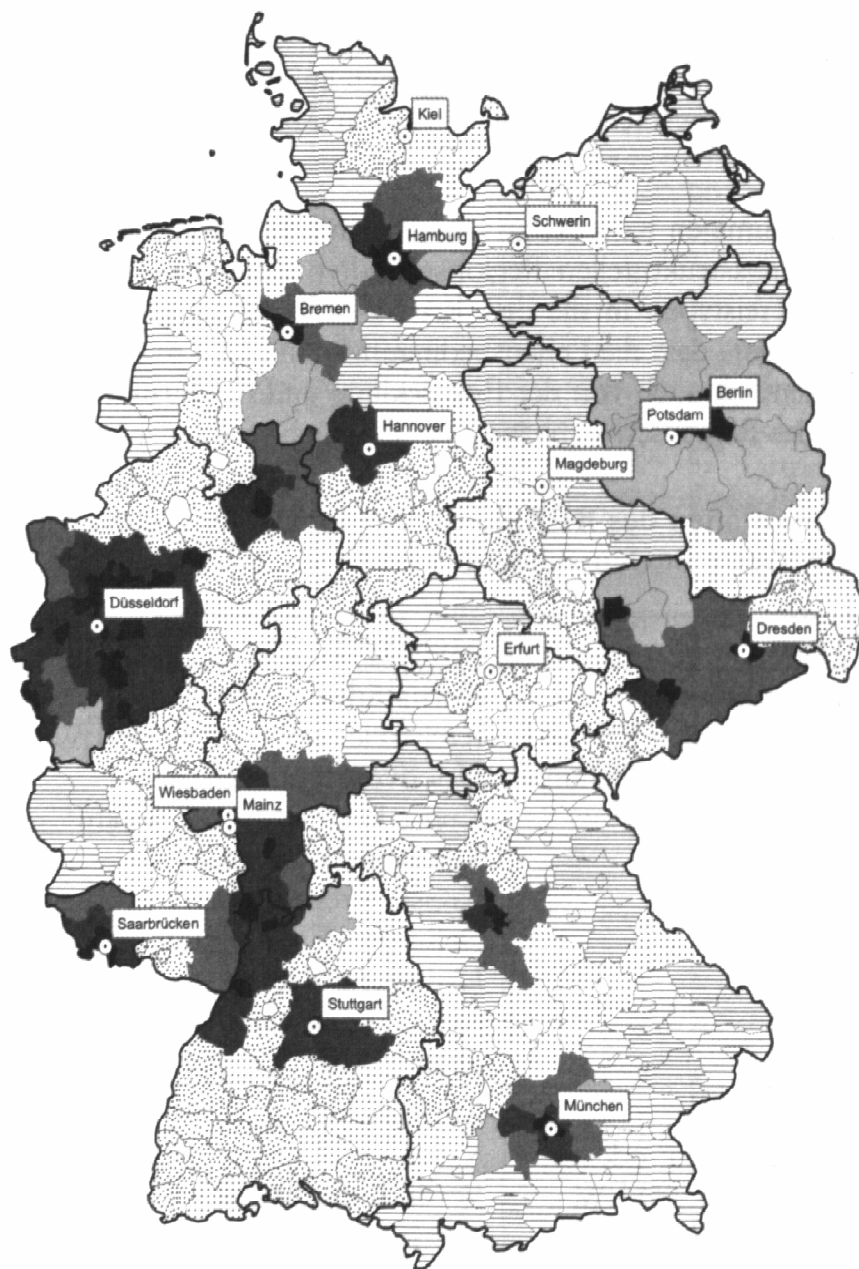 Kiel
Schwerin
Hamburg
Bremen
Berlin
Potsdam
Hannover
Magdeburg
Düsseldorf
Dresden
Erfurt
Wiesbaden
Mainz
Saarbrücken
Stuttgart
München